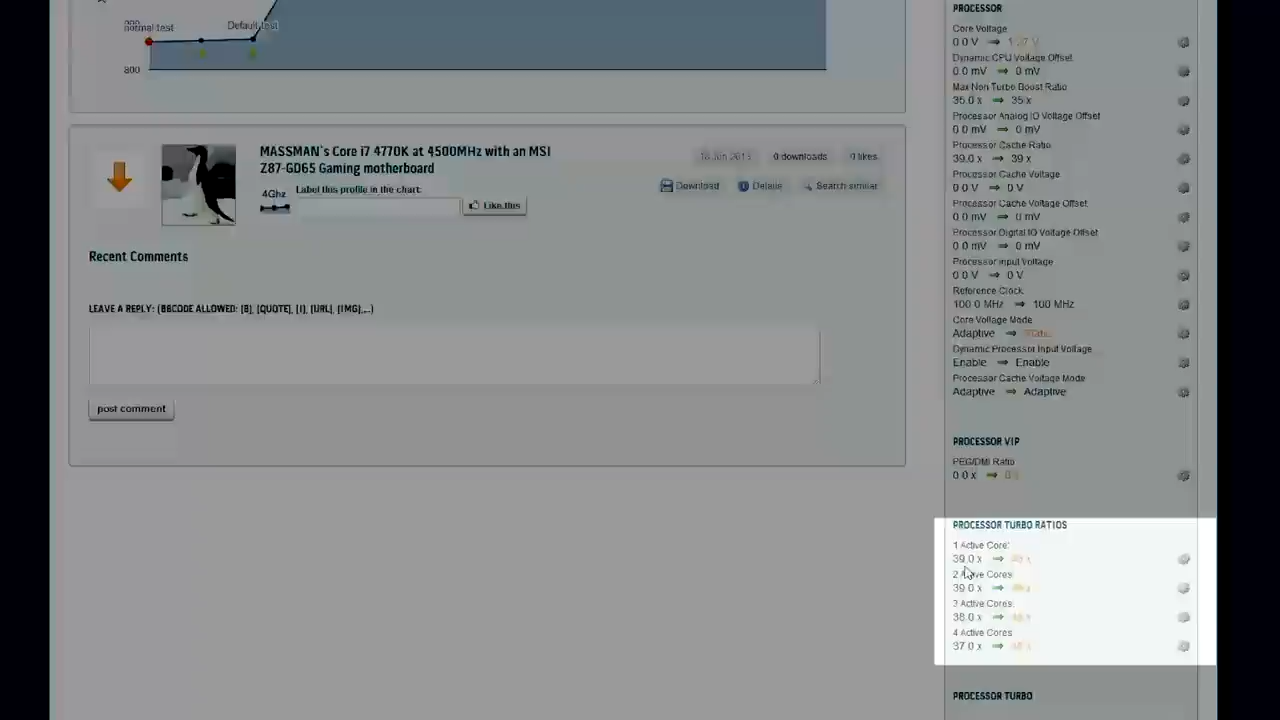 normal test
Default test
800
MASSMAN`s Core i7 4770K at 4500MHz with an MSI
Z87-GD65 Gaming motherboard
4Ghz
Label this profile in the chart:
Like this
18 Jun 2013
0 downloads
0 likes
Download
Details
Search similar
Recent Comments
LEAVE A REPLY: (BBCODE ALLOWED: [B], [QUOTE], [I], [URL], [IMG],...)
post comment
PROCESSOR
Core Voltage
0.0 V ⇒
Dynamic CPU Voltage Offset
0.0 mV ⇒ 0 mV
Max Non Turbo Boost Ratio
35.0 x ⇒ 35 x
Processor Analog IO Voltage Offset
0.0 mV ⇒ 0 mV
Processor Cache Ratio
39.0 x ⇒ 39 x
Processor Cache Voltage
0.0 V ⇒ 0 V
Processor Cache Voltage Offset
0.0 mV ⇒ 0 mV
Processor Digital IO Voltage Offset
0.0 mV ⇒ 0 mV
Processor Input Voltage
0.0 V ⇒ 0 V
Reference Clock
100.0 MHz ⇒ 100 MHz
Core Voltage Mode
Adaptive ⇒
Dynamic Processor Input Voltage
Enable ⇒ Enable
Processor Cache Voltage Mode
Adaptive ⇒ Adaptive
PROCESSOR VIP
PEG/DMI Ratio
0.0 x ⇒
PROCESSOR TURBO RATIOS
1 Active Core:
39.0 x ⇒
2 Active Cores
39.0 x ⇒
3 Active Cores:
38.0 x ⇒
4 Active Cores
37.0 x ⇒
PROCESSOR TURBO